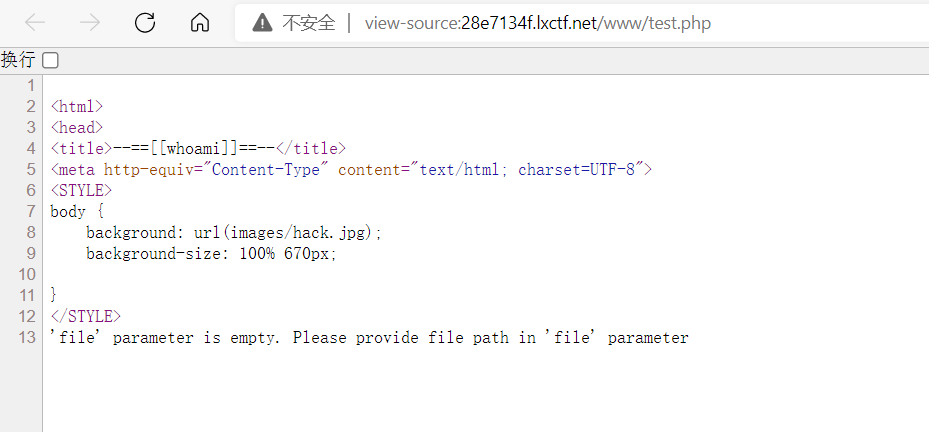 不安全 | view-source:28e7134f.lxctf.net/www/test.php
换行
1
2 <html>
3 <head>
4 <title>--==[[whoami]]==--</title>
5 <meta http-equiv="Content-Type" content="text/html; charset=UTF-8">
6 <STYLE>
7 body {
8     background: url(images/hack.jpg);
9     background-size: 100% 670px;
10
11 }
12 </STYLE>
13 'file' parameter is empty. Please provide file path in 'file' parameter